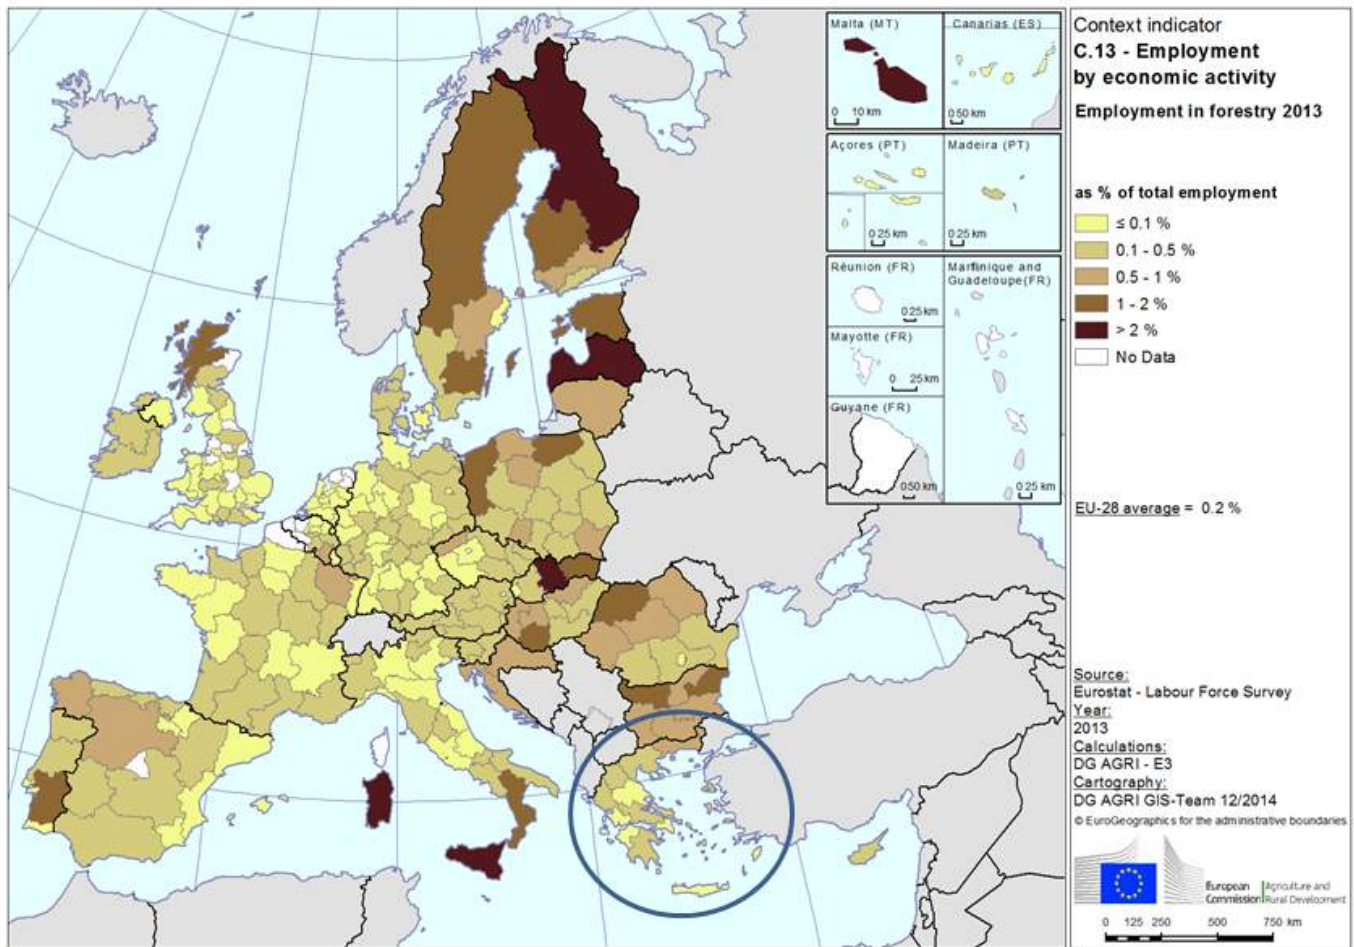 Malta (MT)
0 10 km
Canarias (ES)
0 50 km
Açores (PT)
0 25 km
Madeira (PT)
0 25 km
Réunion (FR)
0 25 km
Martinique and
Guadeloupe(FR)
0 25 km
Mayotte (FR)
0 25 km
Guyane (FR)
0 50 km
Context indicator
C.13 - Employment
by economic activity
Employment in forestry 2013
as % of total employment
≤ 0.1 %
0.1 - 0.5 %
0.5 - 1 %
1 - 2 %
> 2 %
No Data
EU-28 average = 0.2 %
Source:
Eurostat - Labour Force Survey
Year:
2013
Calculations:
DG AGRI - E3
Cartography:
DG AGRI GIS-Team 12/2014
© EuroGeographics for the administrative boundaries
European
Commission
Agriculture and
Rural Development
0 125 250 500 750 km